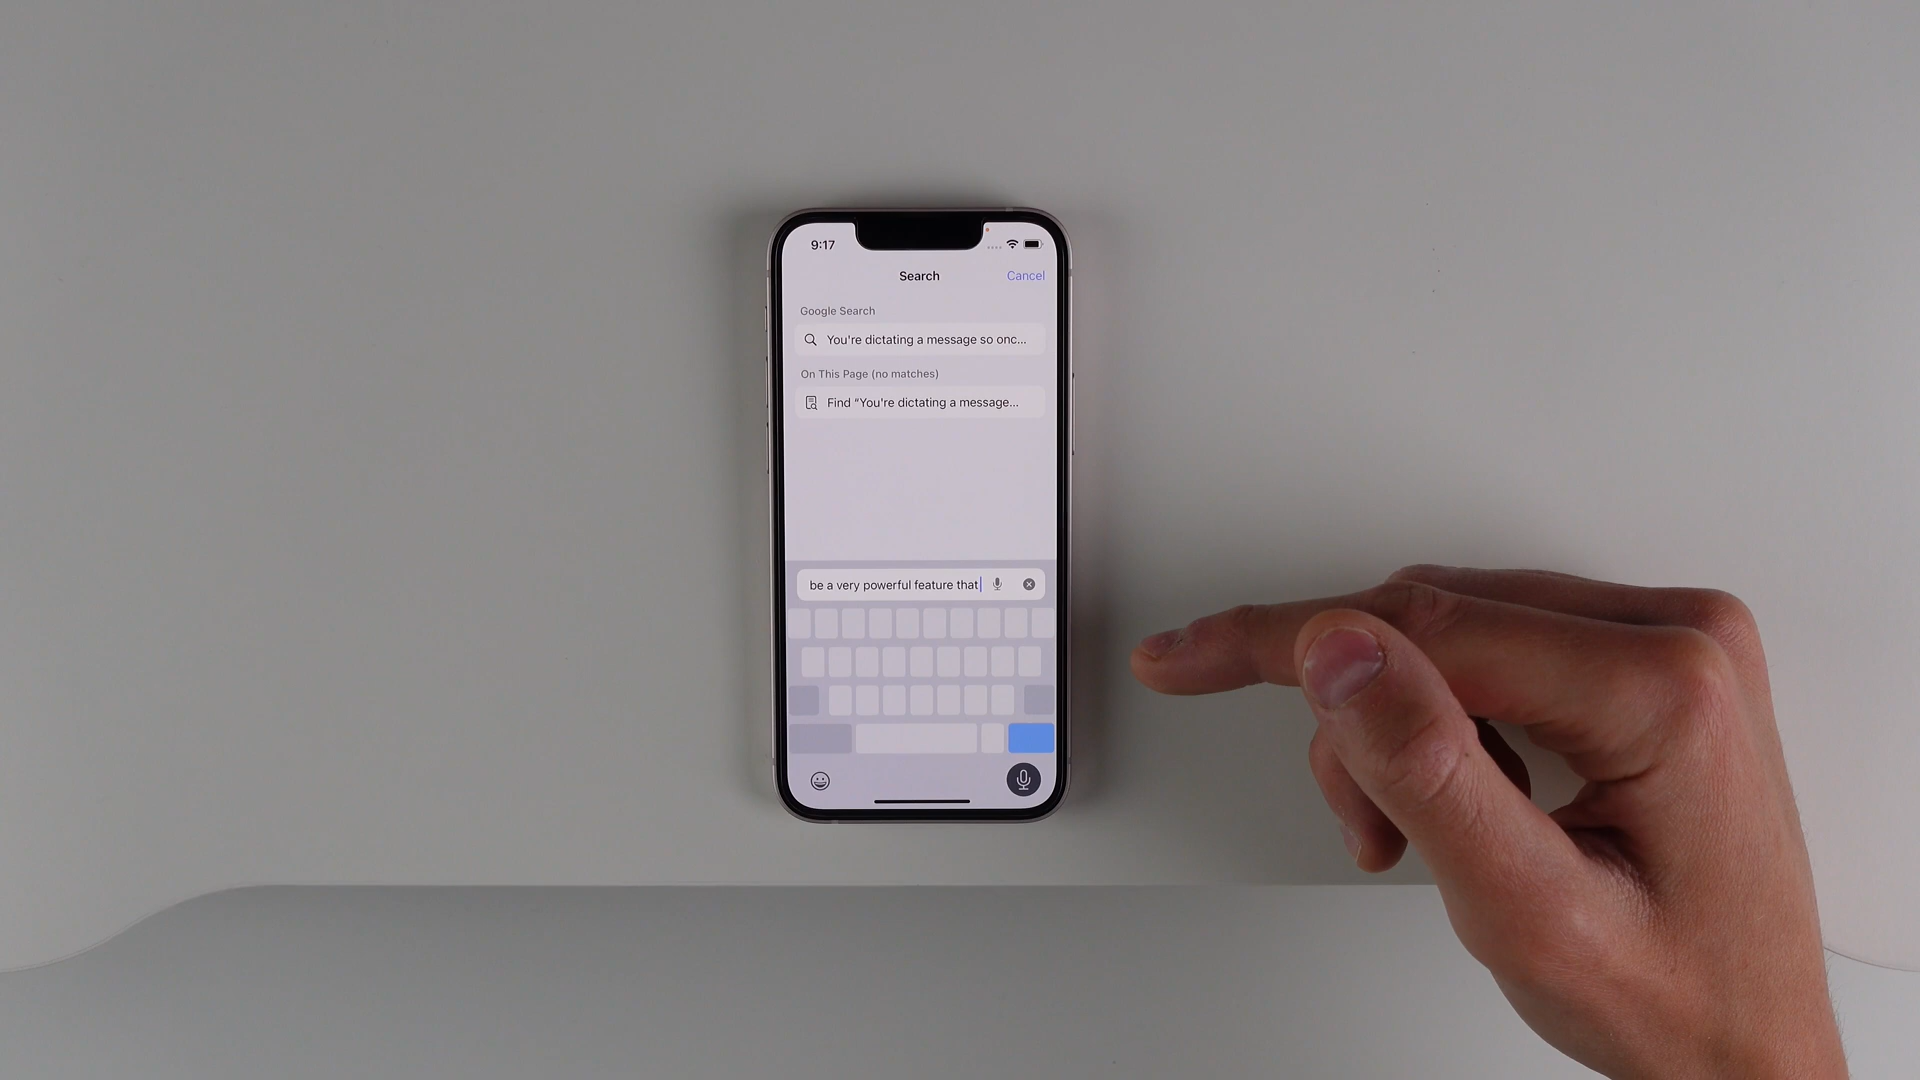 9:17
Search
Cancel
Google Search
You're dictating a message so onc...
On This Page (no matches)
Find "You're dictating a message...
be a very powerful feature that